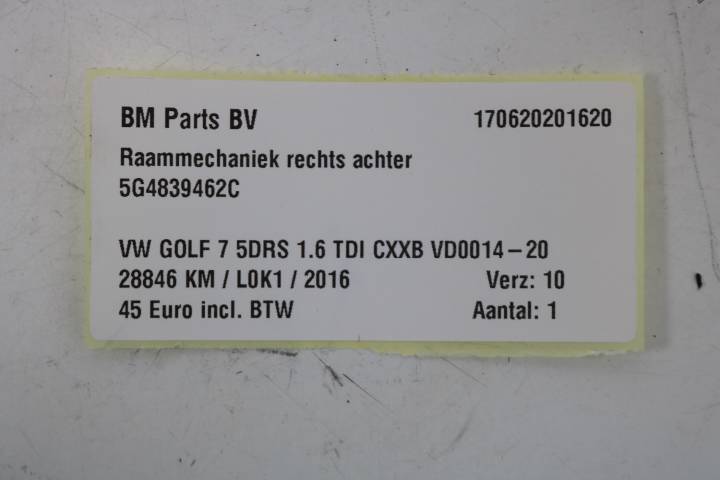 BM Parts BV 170620201620
Raammechaniek rechts achter
5G4839462C
VW GOLF 7 5DRS 1.6 TDI CXXB VD0014-20
28846 KM / L0K1 / 2016 Verz: 10
45 Euro incl. BTW Aantal: 1